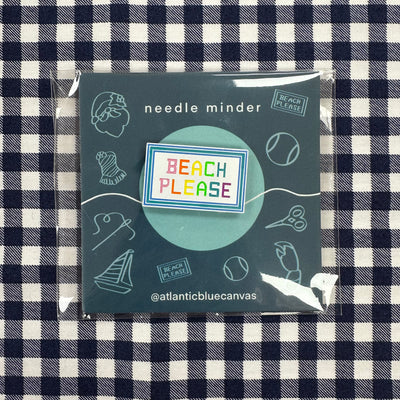 needle minder
BEACH
PLEASE
BEACH
PLEASE
BEACH
PLEASE
@atlanticbluecanvas